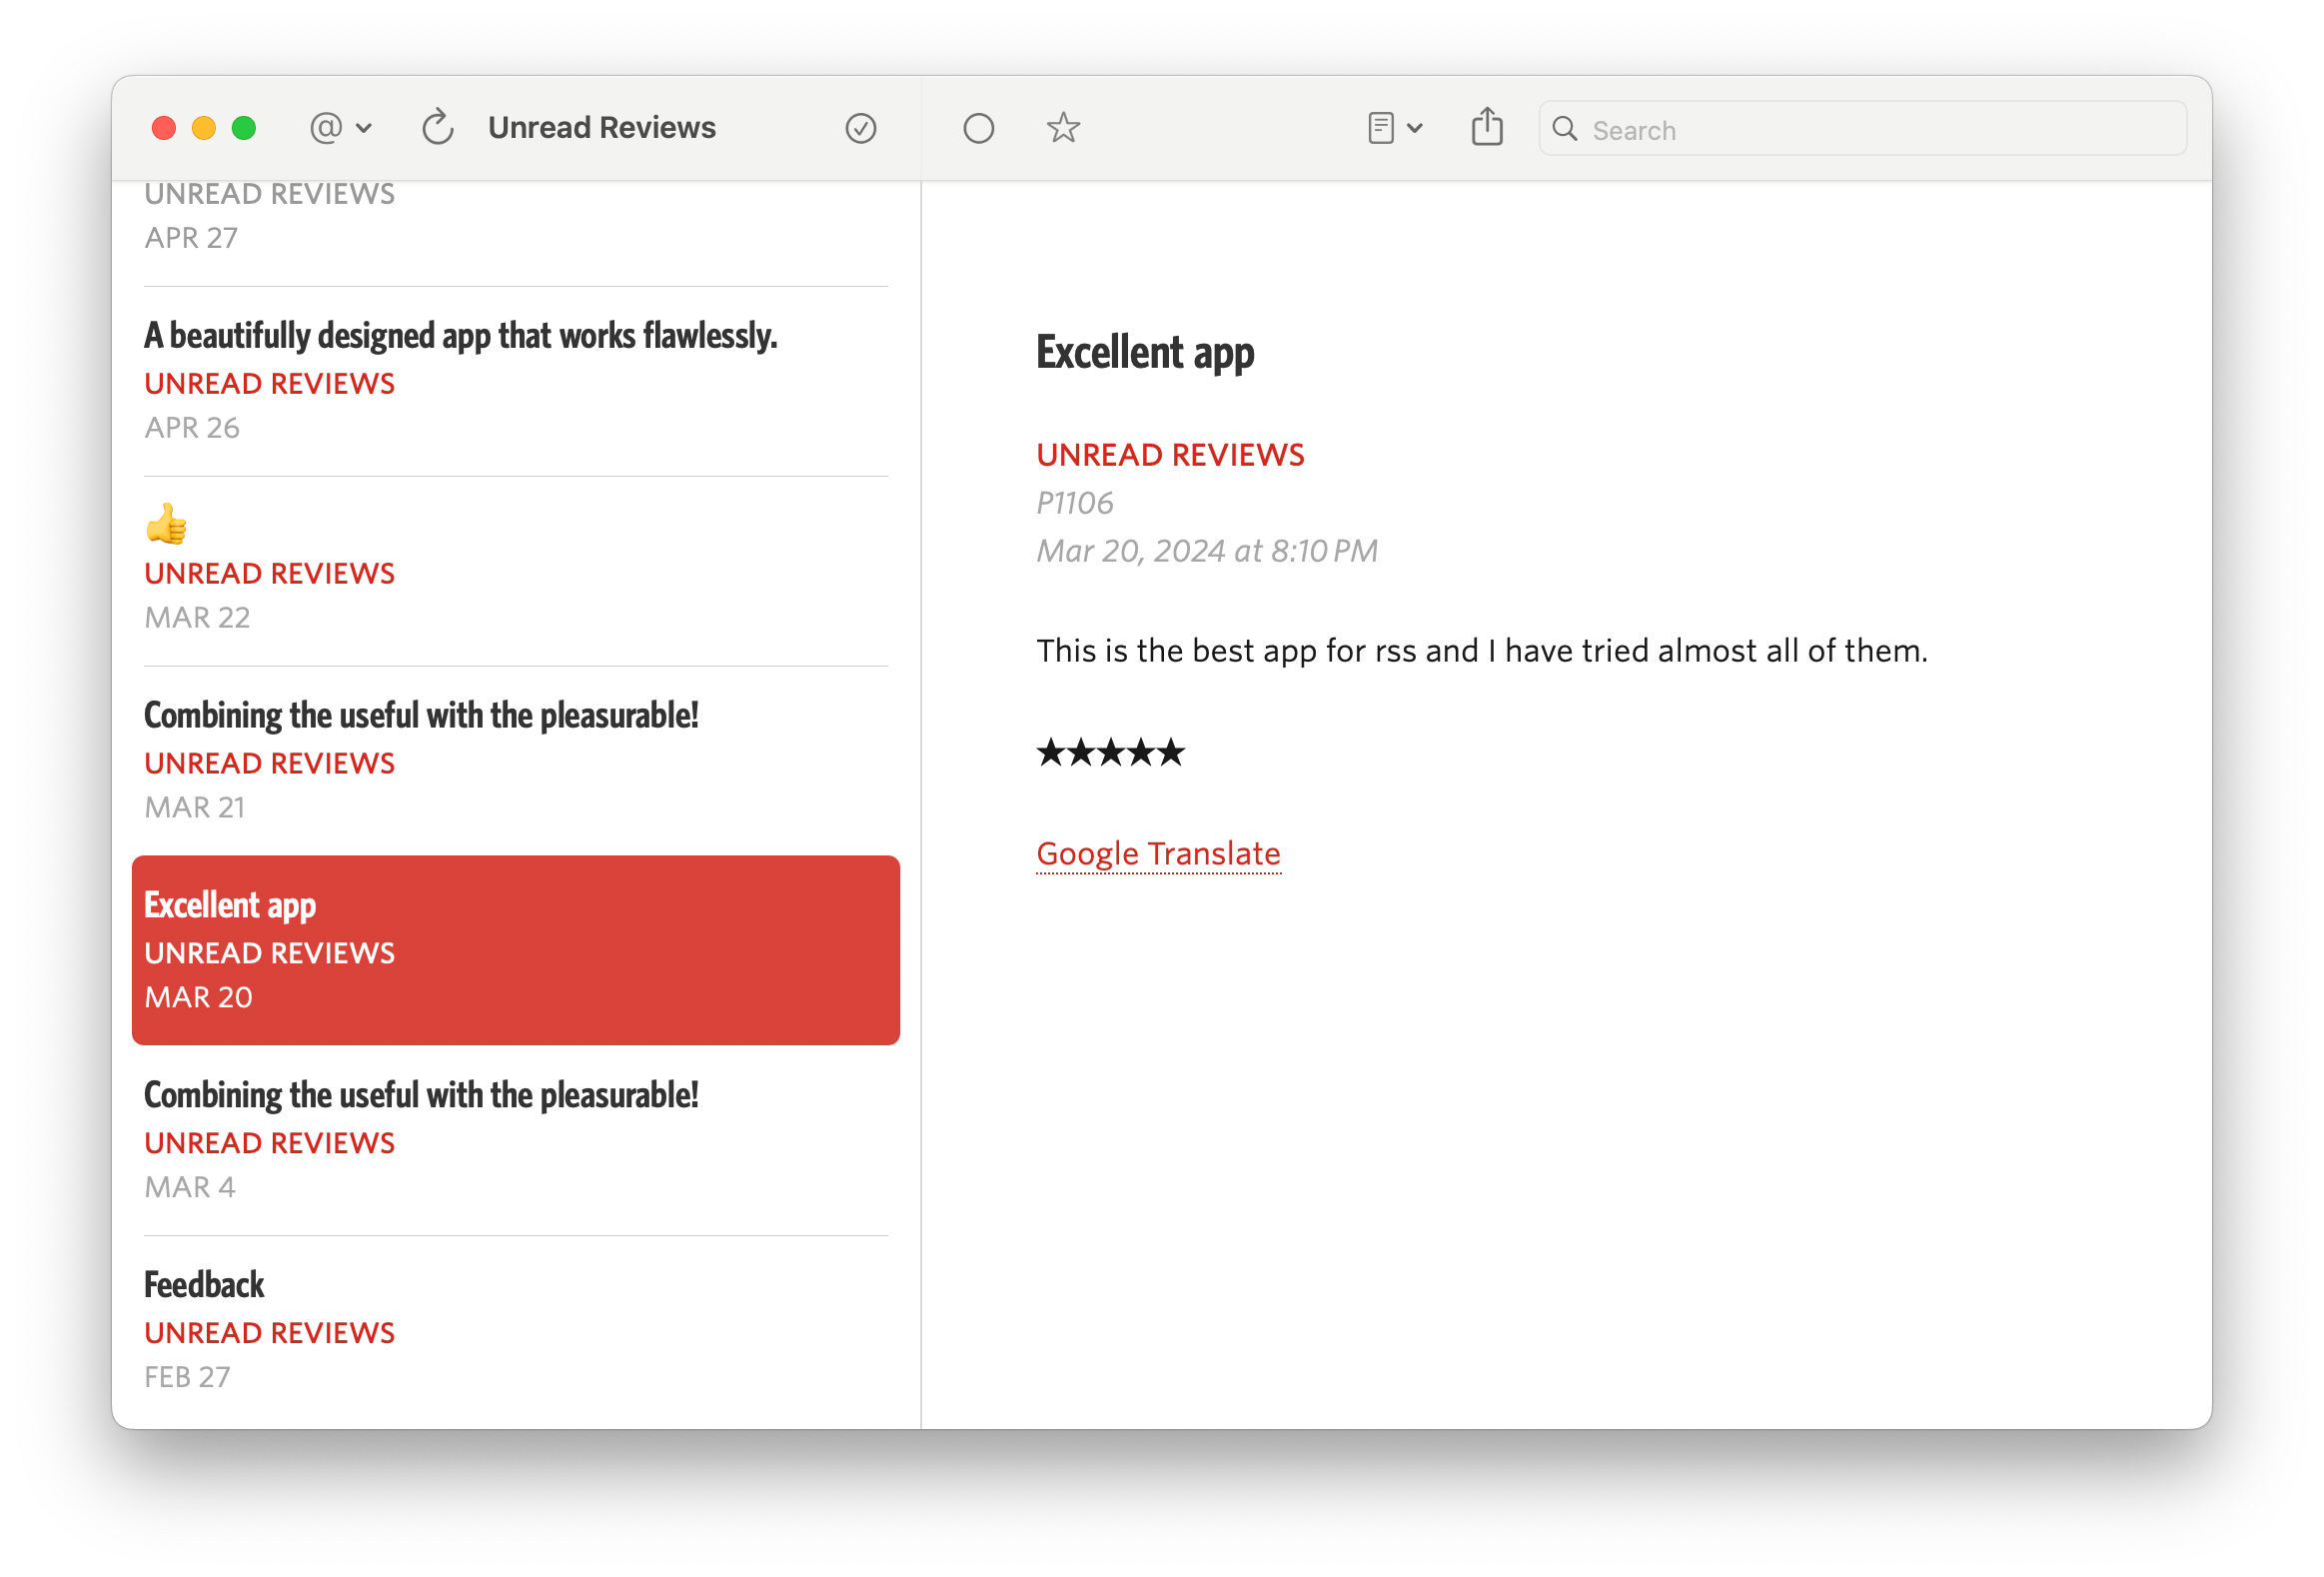 @
Unread Reviews
Search
UNREAD REVIEWS
APR 27
A beautifully designed app that works flawlessly.
UNREAD REVIEWS
APR 26
👍
UNREAD REVIEWS
MAR 22
Combining the useful with the pleasurable!
UNREAD REVIEWS
MAR 21
Excellent app
UNREAD REVIEWS
MAR 20
Combining the useful with the pleasurable!
UNREAD REVIEWS
MAR 4
Feedback
UNREAD REVIEWS
FEB 27
Excellent app
UNREAD REVIEWS
P1106
Mar 20, 2024 at 8:10 PM
This is the best app for rss and I have tried almost all of them.
★★★★★
Google Translate